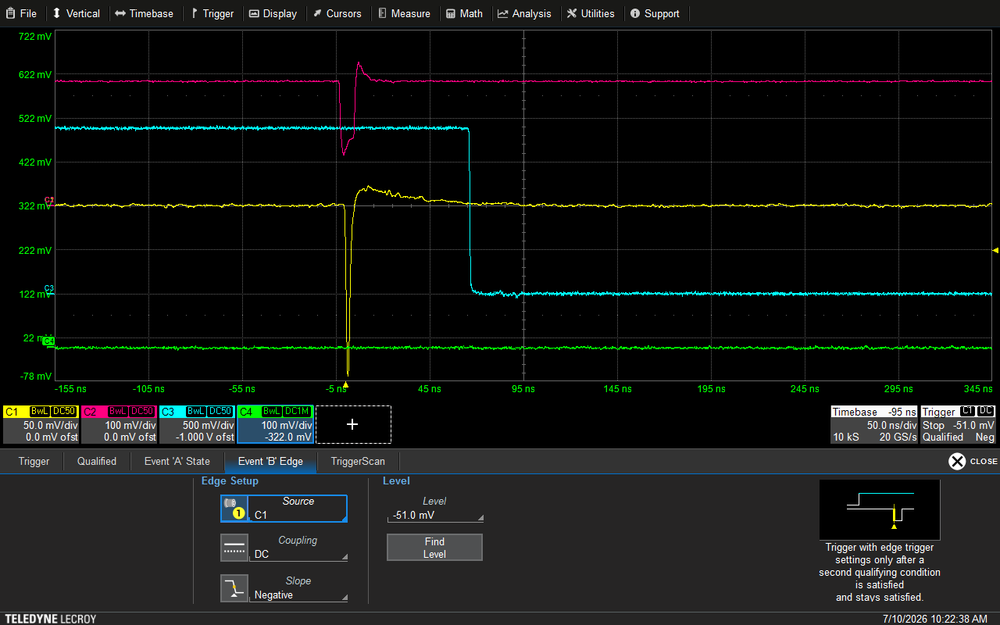 File Vertical Timebase Trigger Display Cursors Measure Math Analysis Utilities Support
722 mV
622 mV
522 mV
422 mV
C1
322 mV
222 mV
C3
122 mV
22 mV
C4
-78 mV
-155 ns -105 ns -55 ns -5 ns 45 ns 95 ns 145 ns 195 ns 245 ns 295 ns 345 ns
C1 BwL DC50 C2 BwL DC50 C3 BwL DC50 C4 BwL DC1M Timebase -95 ns Trigger C1 DC
50.0 mV/div 100 mV/div 500 mV/div 100 mV/div + 50.0 ns/div Stop -51.0 mV
0.0 mV ofst 0.0 mV ofst -1.000 V ofst -322.0 mV 10 kS 20 GS/s Qualified Neg
Trigger Qualified Event 'A' State Event 'B' Edge TriggerScan CLOSE
Edge Setup Level
Source
1
C1
Coupling
DC
Slope
Negative
Level
-51.0 mV
Find
Level
Trigger with edge trigger
settings only after a
second qualifying condition
is satisfied
and stays satisfied.
TELEDYNE LECROY 7/10/2026 10:22:38 AM